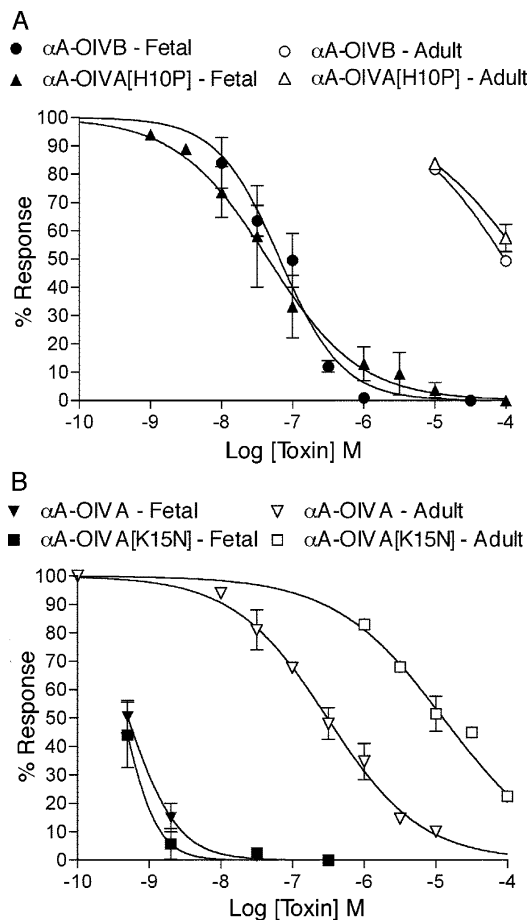 A
● αA-OIVB - Fetal ○ αA-OIVB - Adult
▲ αA-OIVA[H10P] - Fetal △ αA-OIVA[H10P] - Adult
100
90
80
70
60
50
40
30
20
10
0
% Response
-10 -9 -8 -7 -6 -5 -4
Log [Toxin] M
B
▼ αA-OIVA - Fetal ▽ αA-OIVA - Adult
■ αA-OIVA[K15N] - Fetal □ αA-OIVA[K15N] - Adult
100
90
80
70
60
50
40
30
20
10
0
% Response
-10 -9 -8 -7 -6 -5 -4
Log [Toxin] M